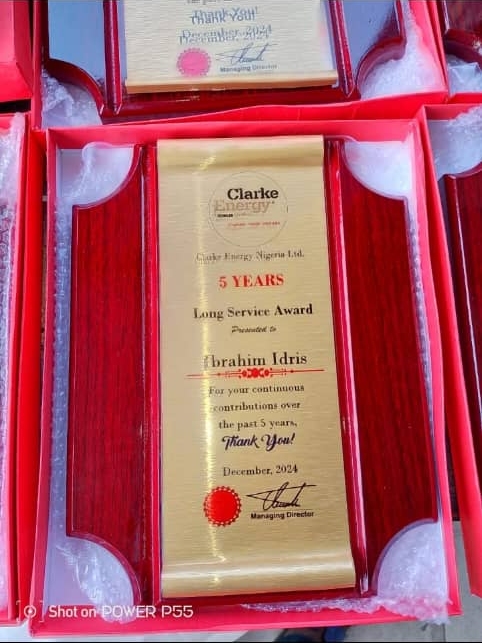 Thank You!
December, 2024
Managing Director
Clarke
Energy
Clarke Energy Nigeria Ltd.
5 YEARS
Long Service Award
Presented to
Ibrahim Idris
For your continuous
contributions over
the past 5 years,
Thank You!
December, 2024
Managing Director
Shot on POWER P55